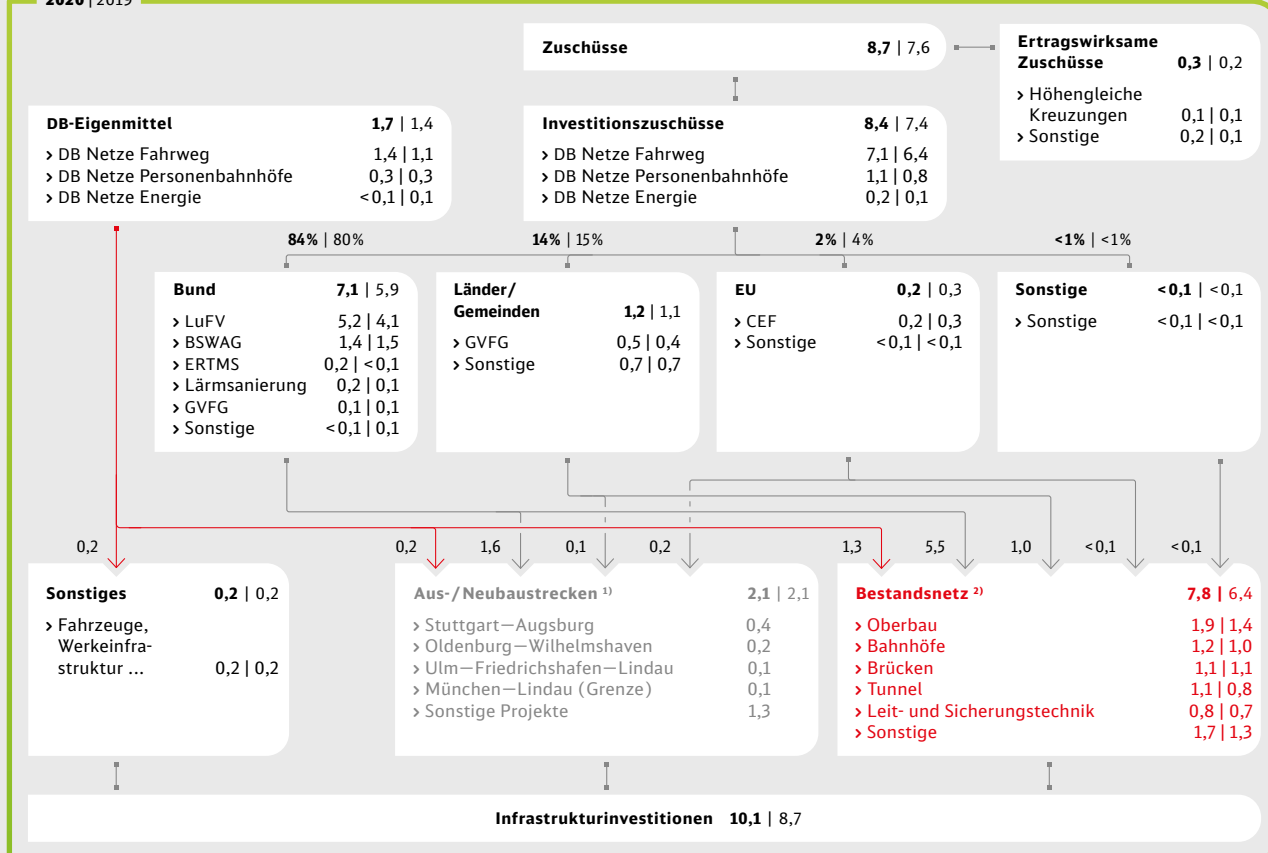 2020 | 2019
Zuschüsse 8,7 | 7,6
Ertragswirksame
Zuschüsse 0,3 | 0,2
› Höhengleiche
Kreuzungen 0,1 | 0,1
› Sonstige 0,2 | 0,1
DB-Eigenmittel 1,7 | 1,4
› DB Netze Fahrweg 1,4 | 1,1
› DB Netze Personenbahnhöfe 0,3 | 0,3
› DB Netze Energie <0,1 | 0,1
Investitionszuschüsse 8,4 | 7,4
› DB Netze Fahrweg 7,1 | 6,4
› DB Netze Personenbahnhöfe 1,1 | 0,8
› DB Netze Energie 0,2 | 0,1
84% | 80% 14% | 15% 2% | 4% <1% | <1%
Bund 7,1 | 5,9
› LuFV 5,2 | 4,1
› BSWAG 1,4 | 1,5
› ERTMS 0,2 | <0,1
› Lärmsanierung 0,2 | 0,1
› GVFG 0,1 | 0,1
› Sonstige <0,1 | 0,1
Länder/
Gemeinden 1,2 | 1,1
› GVFG 0,5 | 0,4
› Sonstige 0,7 | 0,7
EU 0,2 | 0,3
› CEF 0,2 | 0,3
› Sonstige <0,1 | <0,1
Sonstige <0,1 | <0,1
› Sonstige <0,1 | <0,1
0,2 0,2 1,6 0,1 0,2 1,3 5,5 1,0 <0,1 <0,1
Sonstiges 0,2 | 0,2
› Fahrzeuge,
Werkeinfra-
struktur ... 0,2 | 0,2
Aus-/Neubaustrecken 1) 2,1 | 2,1
› Stuttgart—Augsburg 0,4
› Oldenburg—Wilhelmshaven 0,2
› Ulm—Friedrichshafen—Lindau 0,1
› München—Lindau (Grenze) 0,1
› Sonstige Projekte 1,3
Bestandsnetz 2) 7,8 | 6,4
› Oberbau 1,9 | 1,4
› Bahnhöfe 1,2 | 1,0
› Brücken 1,1 | 1,1
› Tunnel 1,1 | 0,8
› Leit- und Sicherungstechnik 0,8 | 0,7
› Sonstige 1,7 | 1,3
Infrastrukturinvestitionen 10,1 | 8,7